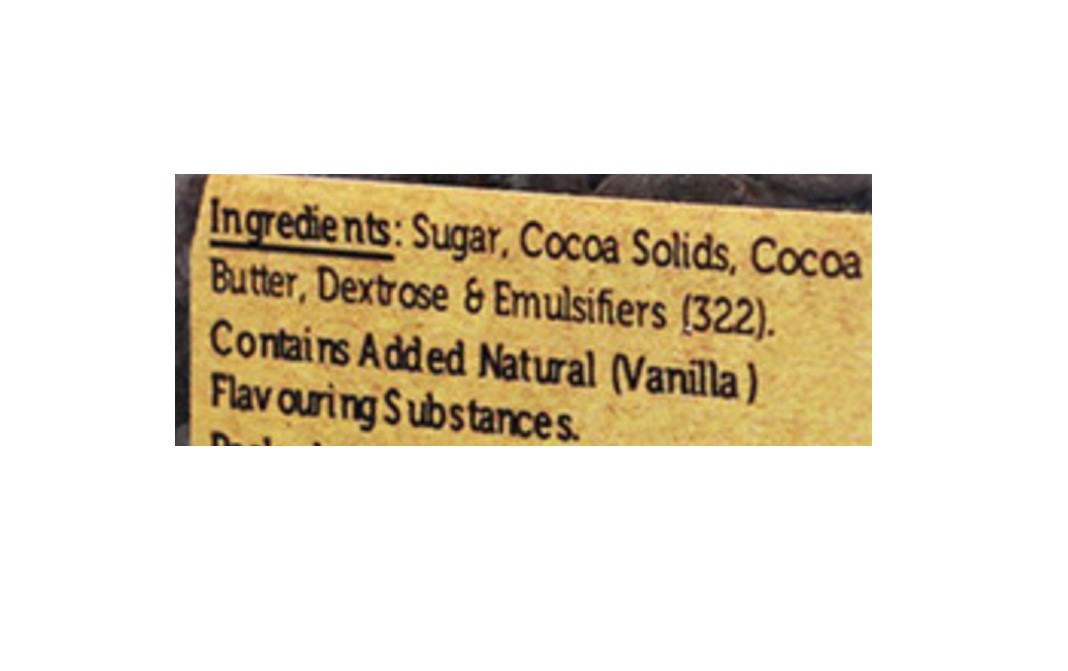 Ingredients: Sugar, Cocoa Solids, Cocoa
Butter, Dextrose & Emulsifiers (322).
Contains Added Natural (Vanilla)
Flavouring Substances.